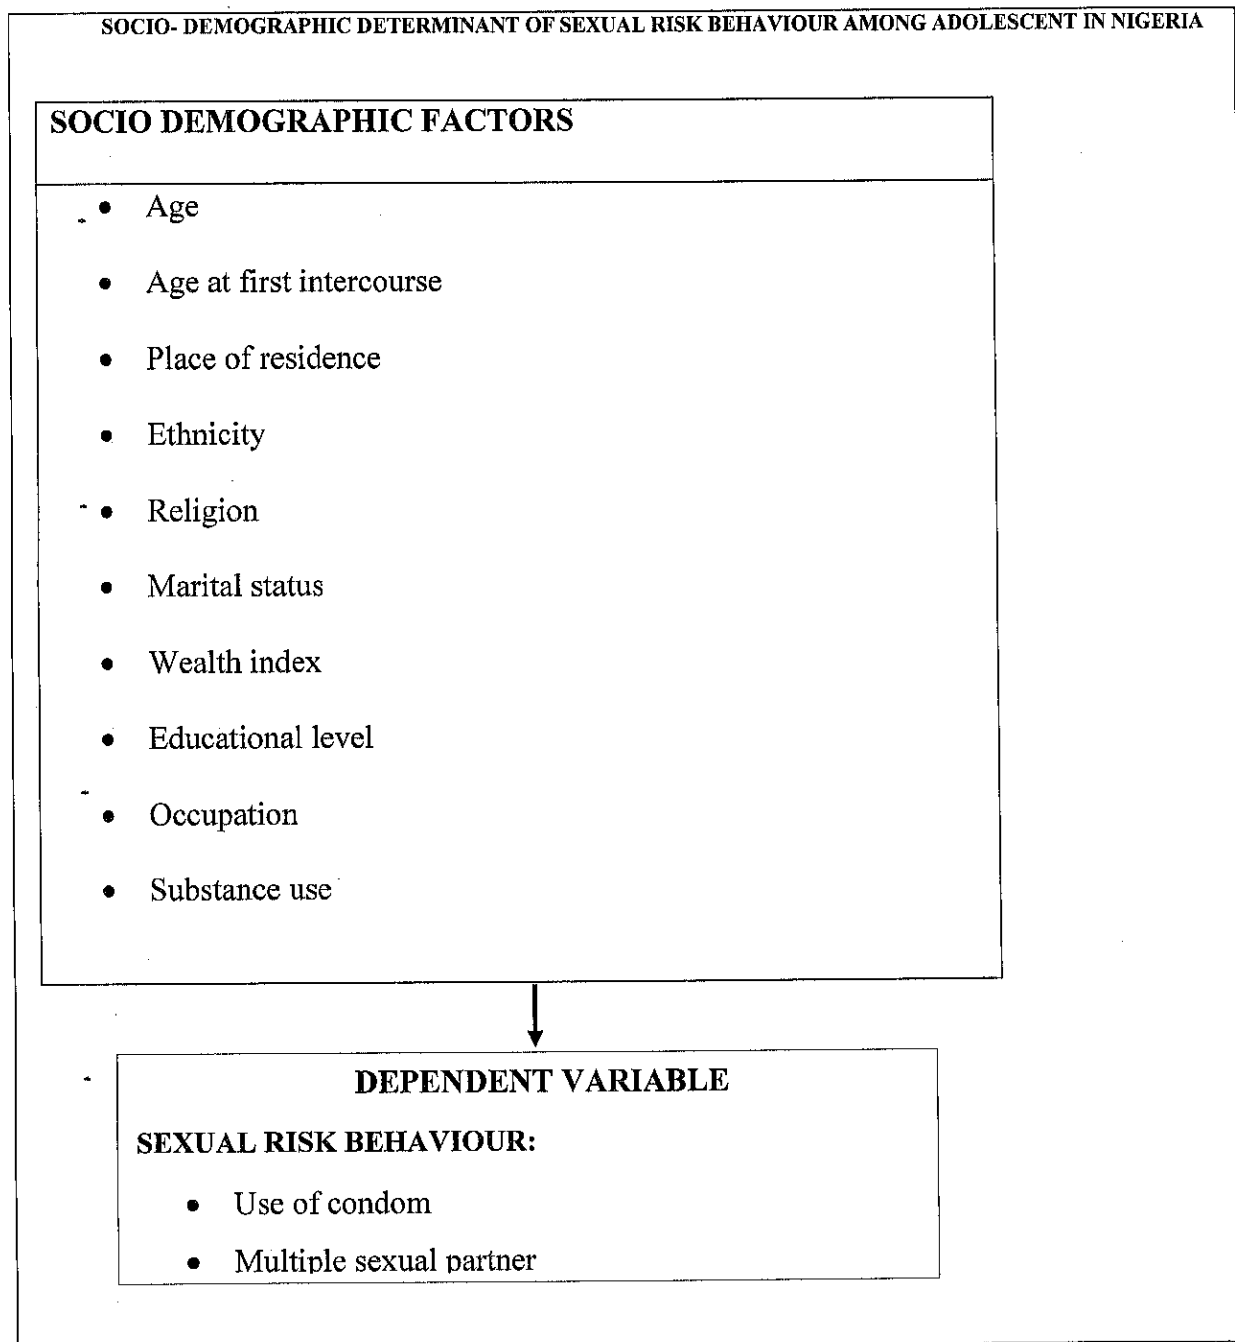 SOCIO- DEMOGRAPHIC DETERMINANT OF SEXUAL RISK BEHAVIOUR AMONG ADOLESCENT IN NIGERIA
SOCIO DEMOGRAPHIC FACTORS
• Age
• Age at first intercourse
• Place of residence
• Ethnicity
• Religion
• Marital status
• Wealth index
• Educational level
• Occupation
• Substance use
DEPENDENT VARIABLE
SEXUAL RISK BEHAVIOUR:
• Use of condom
• Multiple sexual partner